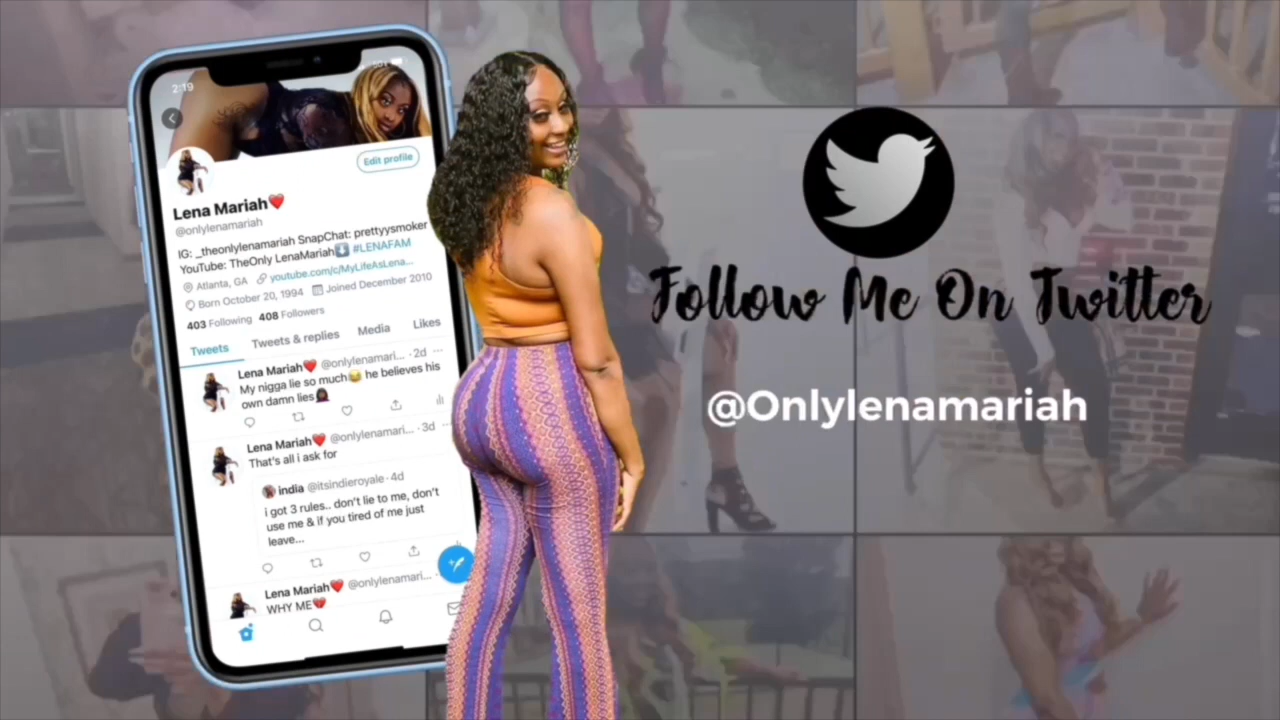 2:19
Edit profile
Lena Mariah❤️
@onlylenamariah
IG: _theonlylenamariah SnapChat: prettyysmoker
YouTube: TheOnly LenaMariah⬇️ #LENAFAM
Atlanta, GA youtube.com/c/MyLifeAsLena...
Born October 20, 1994 Joined December 2010
403 Following 408 Followers
Tweets Tweets & replies Media Likes
Lena Mariah❤️ @onlylenamari... · 2d ...
My nigga lie so much😂 he believes his
own damn lies
Lena Mariah❤️ @onlylenamari... · 3d ...
That's all i ask for
india @itsindieroyale · 4d
i got 3 rules.. don't lie to me, don't
use me & if you tired of me just
leave...
Lena Mariah❤️ @onlylenamari...
WHY ME💔
Follow Me On Twitter
@Onlylenamariah